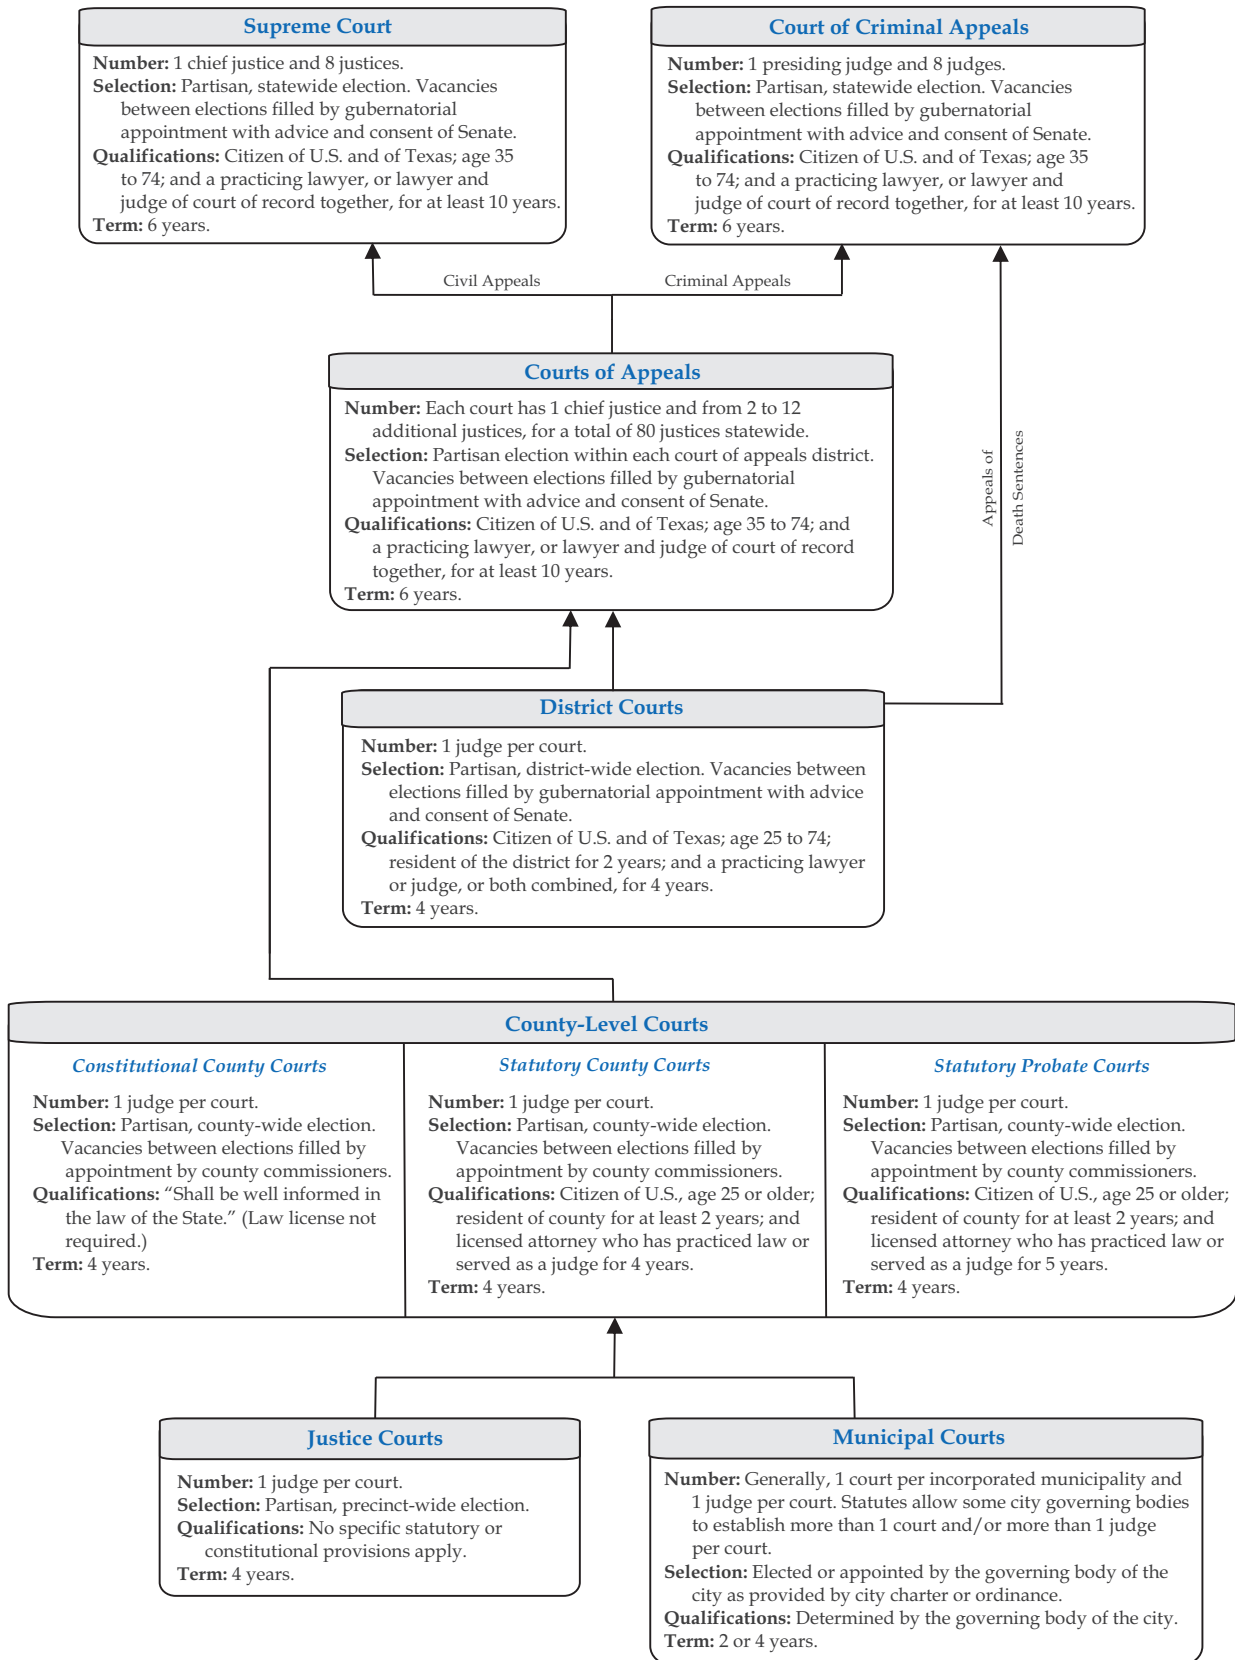 Supreme Court
Number: 1 chief justice and 8 justices.
Selection: Partisan, statewide election. Vacancies
between elections filled by gubernatorial
appointment with advice and consent of Senate.
Qualifications: Citizen of U.S. and of Texas; age 35
to 74; and a practicing lawyer, or lawyer and
judge of court of record together, for at least 10 years.
Term: 6 years.
Court of Criminal Appeals
Number: 1 presiding judge and 8 judges.
Selection: Partisan, statewide election. Vacancies
between elections filled by gubernatorial
appointment with advice and consent of Senate.
Qualifications: Citizen of U.S. and of Texas; age 35
to 74; and a practicing lawyer, or lawyer and
judge of court of record together, for at least 10 years.
Term: 6 years.
Civil Appeals
Criminal Appeals
Courts of Appeals
Number: Each court has 1 chief justice and from 2 to 12
additional justices, for a total of 80 justices statewide.
Selection: Partisan election within each court of appeals district.
Vacancies between elections filled by gubernatorial
appointment with advice and consent of Senate.
Qualifications: Citizen of U.S. and of Texas; age 35 to 74; and
a practicing lawyer, or lawyer and judge of court of record
together, for at least 10 years.
Term: 6 years.
Appeals of
Death Sentences
District Courts
Number: 1 judge per court.
Selection: Partisan, district-wide election. Vacancies between
elections filled by gubernatorial appointment with advice
and consent of Senate.
Qualifications: Citizen of U.S. and of Texas; age 25 to 74;
resident of the district for 2 years; and a practicing lawyer
or judge, or both combined, for 4 years.
Term: 4 years.
County-Level Courts
Constitutional County Courts
Number: 1 judge per court.
Selection: Partisan, county-wide election.
Vacancies between elections filled by
appointment by county commissioners.
Qualifications: “Shall be well informed in
the law of the State.” (Law license not
required.)
Term: 4 years.
Statutory County Courts
Number: 1 judge per court.
Selection: Partisan, county-wide election.
Vacancies between elections filled by
appointment by county commissioners.
Qualifications: Citizen of U.S., age 25 or older;
resident of county for at least 2 years; and
licensed attorney who has practiced law or
served as a judge for 4 years.
Term: 4 years.
Statutory Probate Courts
Number: 1 judge per court.
Selection: Partisan, county-wide election.
Vacancies between elections filled by
appointment by county commissioners.
Qualifications: Citizen of U.S., age 25 or older;
resident of county for at least 2 years; and
licensed attorney who has practiced law or
served as a judge for 5 years.
Term: 4 years.
Justice Courts
Number: 1 judge per court.
Selection: Partisan, precinct-wide election.
Qualifications: No specific statutory or
constitutional provisions apply.
Term: 4 years.
Municipal Courts
Number: Generally, 1 court per incorporated municipality and
1 judge per court. Statutes allow some city governing bodies
to establish more than 1 court and/or more than 1 judge
per court.
Selection: Elected or appointed by the governing body of the
city as provided by city charter or ordinance.
Qualifications: Determined by the governing body of the city.
Term: 2 or 4 years.